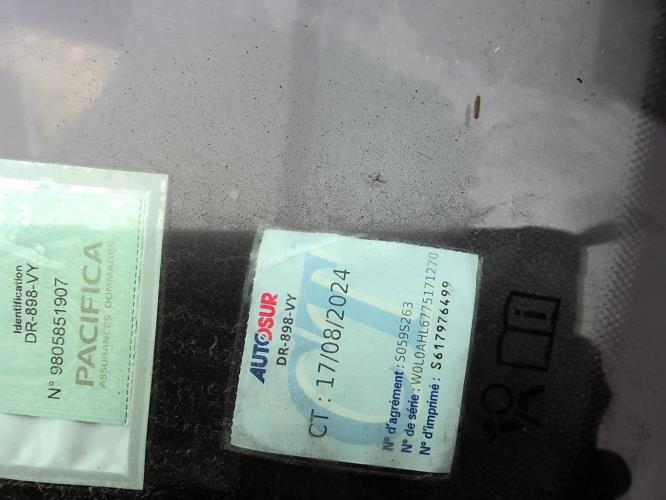 Identification
DR-898-VY
N° 9805851907
PACIFICA
ASSURANCES DOMMAGES
AUTOSUR
DR-898-VY
CT : 17/08/2024
N° d'agrément : S059S263
N° de série : W0L0AHL6775171270
N° d'imprimé : S617976499